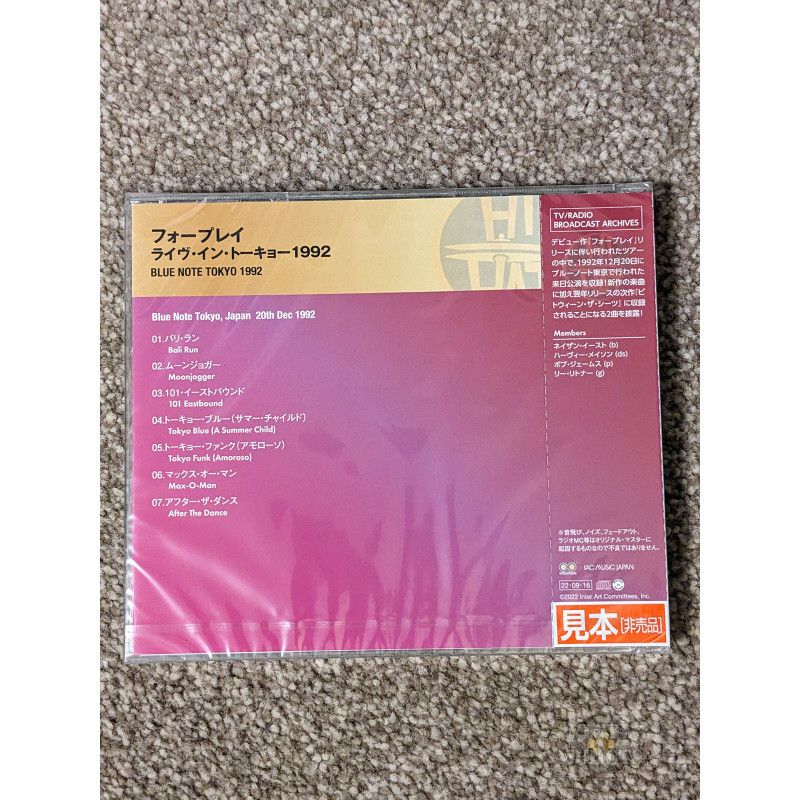 フォープレイ
ライヴ・イン・トーキョー1992
BLUE NOTE TOKYO 1992
Blue Note Tokyo, Japan 20th Dec 1992
01.バリ・ラン
Bali Run
02.ムーンジョガー
Moonjogger
03.101・イーストバウンド
101 Eastbound
04.トーキョー・ブルー(サマー・チャイルド)
Tokyo Blue (A Summer Child)
05.トーキョー・ファンク(アモローソ)
Tokyo Funk (Amoroso)
06.マックス・オー・マン
Max-O-Man
07.アフター・ザ・ダンス
After The Dance
TV/RADIO
BROADCAST ARCHIVES
デビュー作『フォープレイ』リ
リースに伴い行われたツアー
の中で、1992年12月20日に
ブルーノート東京で行われた
来日公演を収録!新作の楽曲
に加え翌年リリースの次作『ビ
トウィーン・ザ・シーツ』に収録
されることになる2曲を披露!
Members
ネイザン・イースト (b)
ハーヴィー・メイソン (ds)
ボブ・ジェームス (p)
リー・リトナー (g)
※音飛び、ノイズ、フェードアウト、
ラジオMC等はオリジナル・マスターに
起因するものなので不良ではありません。
IAC MUSIC JAPAN
22・09・16
©2022 Inter Art Committees, Inc.
見本[非売品]